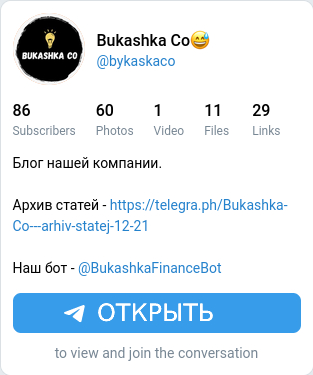 BUKASHKA CO
Bukashka Co😅
@bykaskaco
86 60 1 11 29
Subscribers Photos Video Files Links
Блог нашей компании.
Архив статей - https://telegra.ph/Bukashka-
Co---arhiv-statej-12-21
Наш бот - @BukashkaFinanceBot
ОТКРЫТЬ
to view and join the conversation